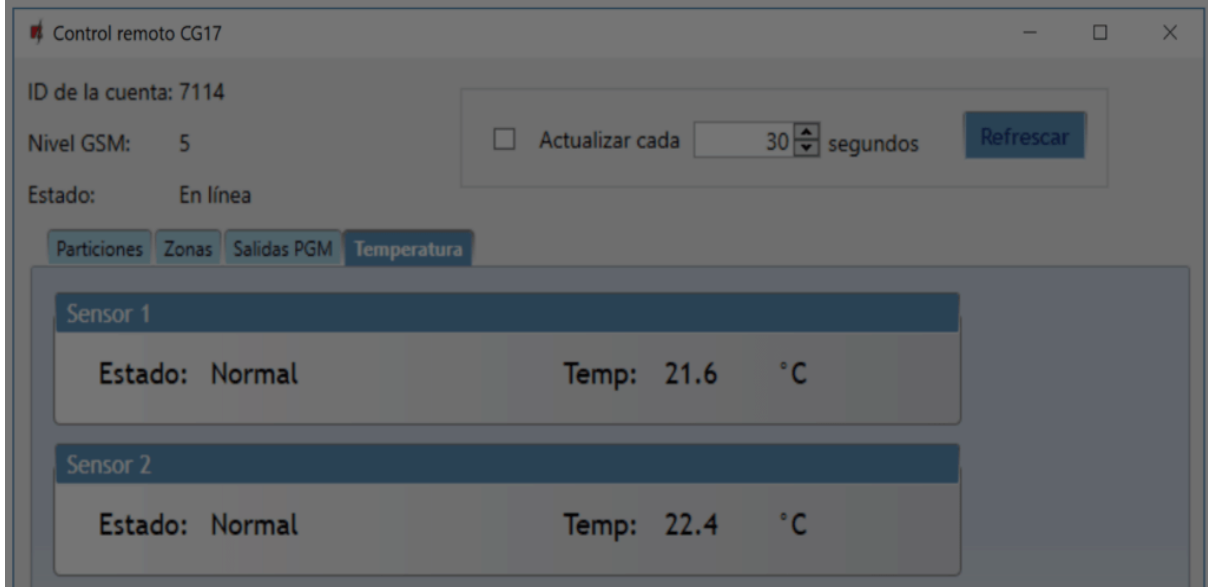 Control remoto CG17
ID de la cuenta: 7114
Nivel GSM: 5
Estado: En línea
Actualizar cada 30 segundos Refrescar
Particiones Zonas Salidas PGM Temperatura
Sensor 1
Estado: Normal Temp: 21.6 °C
Sensor 2
Estado: Normal Temp: 22.4 °C